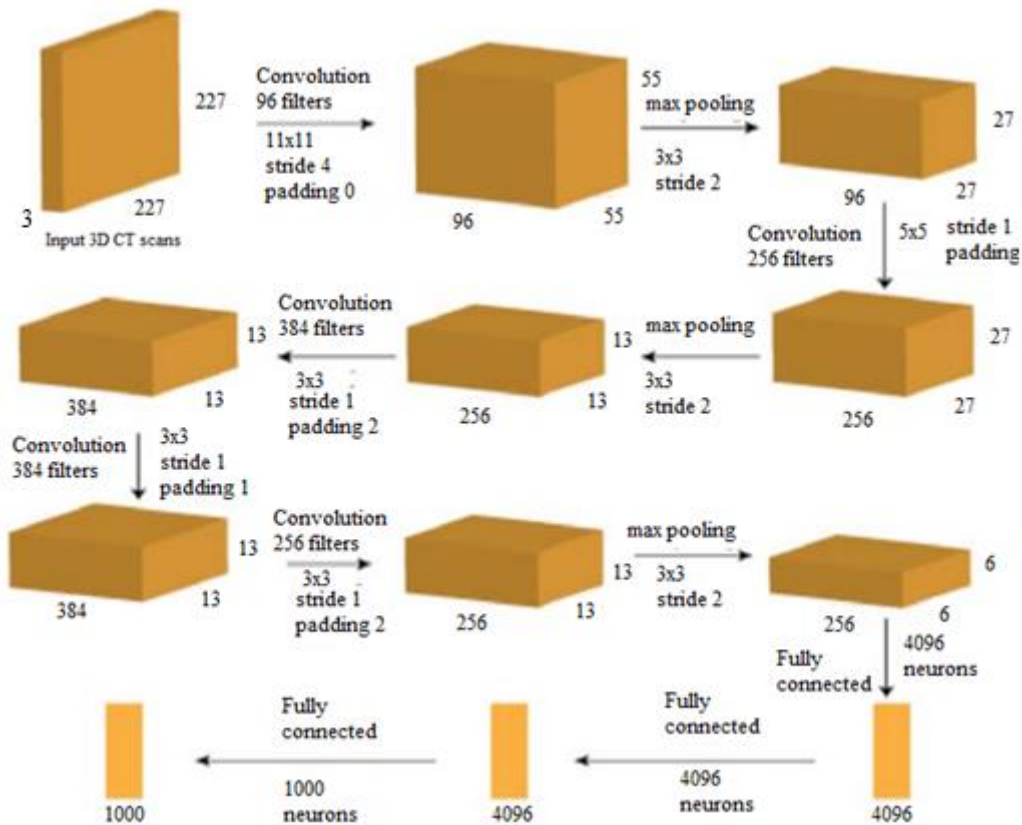 227
3
227
Input 3D CT scans
Convolution
96 filters
11x11
stride 4
padding 0
55
96
55
max pooling
3x3
stride 2
27
96
27
Convolution
256 filters
5x5
stride 1
padding
27
256
27
max pooling
3x3
stride 2
13
256
13
Convolution
384 filters
3x3
stride 1
padding 2
13
384
13
Convolution
384 filters
3x3
stride 1
padding 1
13
384
13
Convolution
256 filters
3x3
stride 1
padding 2
13
256
13
max pooling
3x3
stride 2
6
256
6
Fully
connected
4096
neurons
4096
Fully
connected
4096
neurons
4096
Fully
connected
1000
neurons
1000